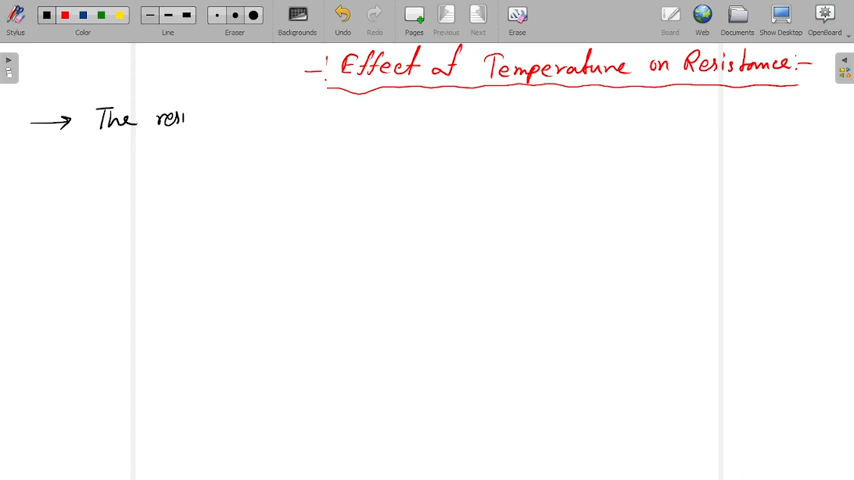 Stylus Color Line Eraser Backgrounds Undo Redo Pages Previous Next Erase Board Web Documents Show Desktop OpenBoard
-: Effect of Temperature on Resistance:-
→ The resi